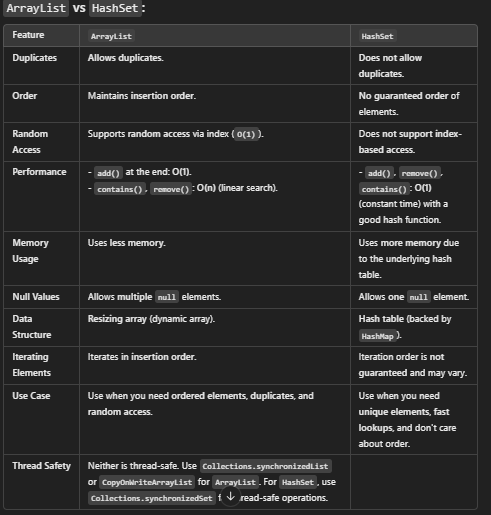 ArrayList vs HashSet:
Feature ArrayList HashSet
Duplicates Allows duplicates. Does not allow
duplicates.
Order Maintains insertion order. No guaranteed order of
elements.
Random Supports random access via index ( O(1) ). Does not support index-
Access based access.
Performance - add() at the end: O(1). - add() , remove() ,
- contains() , remove() : O(n) (linear search). contains() : O(1)
(constant time) with a
good hash function.
Memory Uses less memory. Uses more memory due
Usage to the underlying hash
table.
Null Values Allows multiple null elements. Allows one null element.
Data Resizing array (dynamic array). Hash table (backed by
Structure HashMap ).
Iterating Iterates in insertion order. Iteration order is not
Elements guaranteed and may vary.
Use Case Use when you need ordered elements, duplicates, and Use when you need
random access. unique elements, fast
lookups, and don't care
about order.
Thread Safety Neither is thread-safe. Use Collections.synchronizedList
or CopyOnWriteArrayList for ArrayList . For HashSet , use
Collections.synchronizedSet operations.